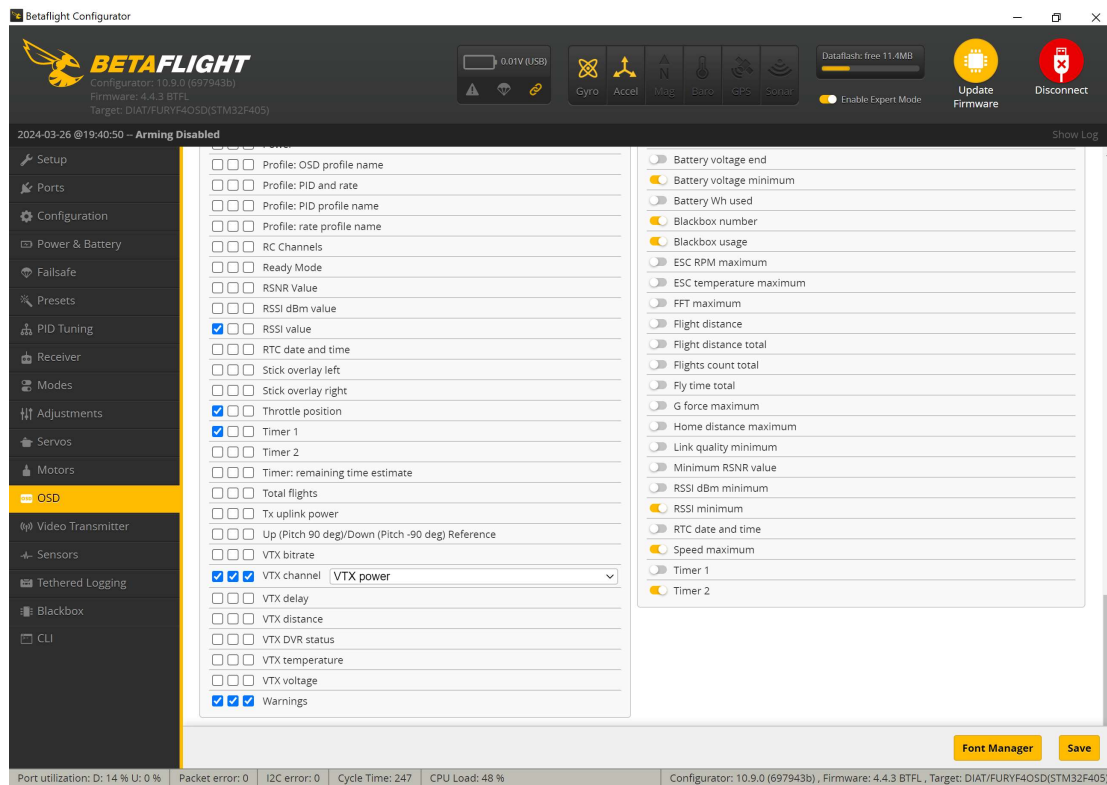 Betaflight Configurator
BETAFLIGHT
Configurator: 10.9.0 (697943b)
Firmware: 4.4.3 BTFL
Target: DIAT/FURYF4OSD(STM32F405)
0.01V (USB)
Gyro Accel Mag Baro GPS Sonar
Dataflash: free 11.4MB
Enable Expert Mode
Update Firmware
Disconnect
2024-03-26 @19:40:50 -- Arming Disabled
Show Log
Setup
Ports
Configuration
Power & Battery
Failsafe
Presets
PID Tuning
Receiver
Modes
Adjustments
Servos
Motors
OSD
Video Transmitter
Sensors
Tethered Logging
Blackbox
CLI
Profile: OSD profile name
Profile: PID and rate
Profile: PID profile name
Profile: rate profile name
RC Channels
Ready Mode
RSNR Value
RSSI dBm value
RSSI value
RTC date and time
Stick overlay left
Stick overlay right
Throttle position
Timer 1
Timer 2
Timer: remaining time estimate
Total flights
Tx uplink power
Up (Pitch 90 deg)/Down (Pitch -90 deg) Reference
VTX bitrate
VTX channel VTX power
VTX delay
VTX distance
VTX DVR status
VTX temperature
VTX voltage
Warnings
Battery voltage end
Battery voltage minimum
Battery Wh used
Blackbox number
Blackbox usage
ESC RPM maximum
ESC temperature maximum
FFT maximum
Flight distance
Flight distance total
Flights count total
Fly time total
G force maximum
Home distance maximum
Link quality minimum
Minimum RSNR value
RSSI dBm minimum
RSSI minimum
RTC date and time
Speed maximum
Timer 1
Timer 2
Font Manager
Save
Port utilization: D: 14 % U: 0 %
Packet error: 0
I2C error: 0
Cycle Time: 247
CPU Load: 48 %
Configurator: 10.9.0 (697943b) , Firmware: 4.4.3 BTFL , Target: DIAT/FURYF4OSD(STM32F405)